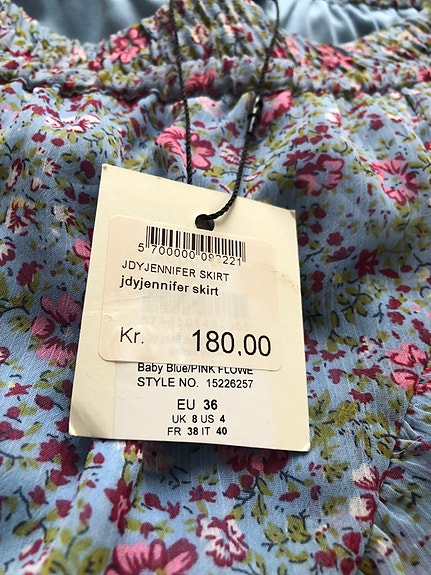 5 700000 092221
JDYJENNIFER SKIRT
jdyjennifer skirt
Kr. 180,00
Baby Blue/PINK FLOWE
STYLE NO. 15226257
EU 36
UK 8 US 4
FR 38 IT 40